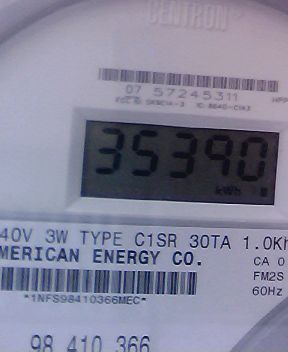 CENTRON
07 57245311
35390
kWh
40V 3W TYPE C1SR 30TA 1.0Kh
MERICAN ENERGY CO.
CA 0
FM2S
*1NFS98410366MEC*
60Hz
98 410 366